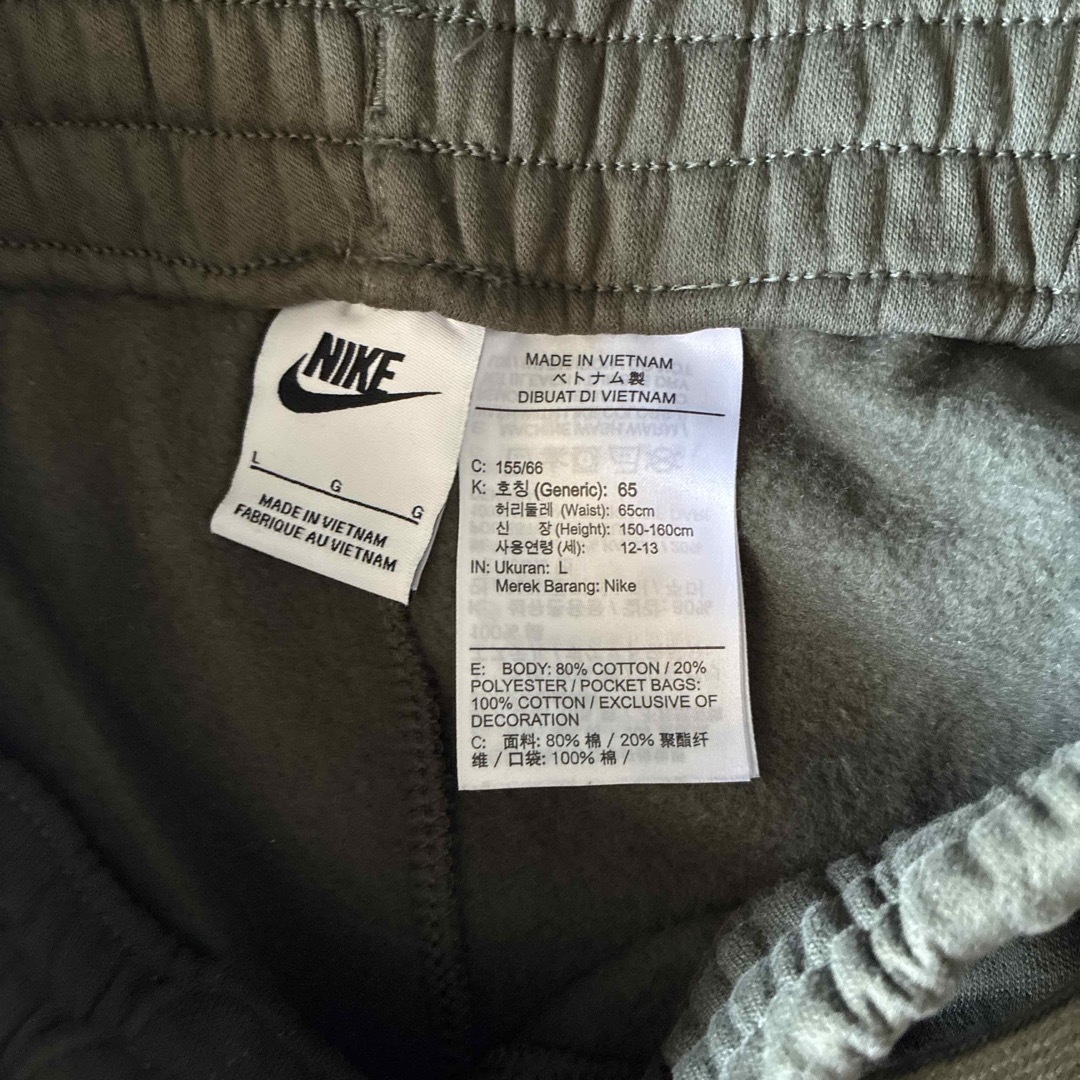 NIKE
L
G
G
MADE IN VIETNAM
FABRIQUE AU VIETNAM
MADE IN VIETNAM
ベトナム製
DIBUAT DI VIETNAM
C: 155/66
K: 호칭 (Generic): 65
허리둘레 (Waist): 65cm
신 장 (Height): 150-160cm
사용연령 (세): 12-13
IN: Ukuran: L
Merek Barang: Nike
E: BODY: 80% COTTON / 20%
POLYESTER / POCKET BAGS:
100% COTTON / EXCLUSIVE OF
DECORATION
C: 面料: 80% 棉 / 20% 聚酯纤
维 / 口袋: 100% 棉 /